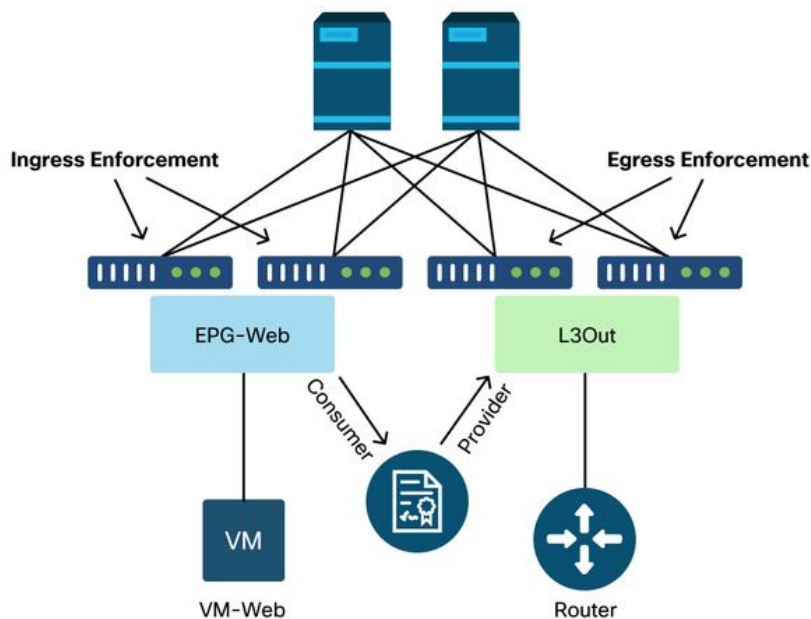 Ingress Enforcement
Egress Enforcement
EPG-Web
L3Out
Consumer
Provider
VM
VM-Web
Router